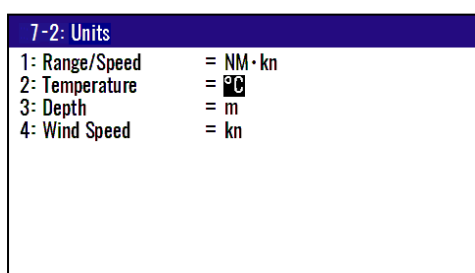 7-2: Units
1: Range/Speed = NM·kn
2: Temperature = °C
3: Depth = m
4: Wind Speed = kn